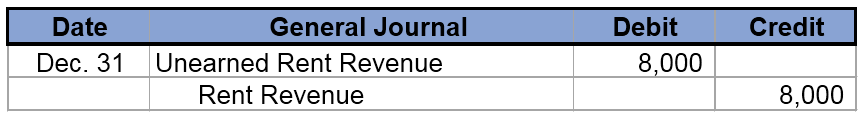 Date General Journal Debit Credit
Dec. 31 Unearned Rent Revenue 8,000
Rent Revenue 8,000